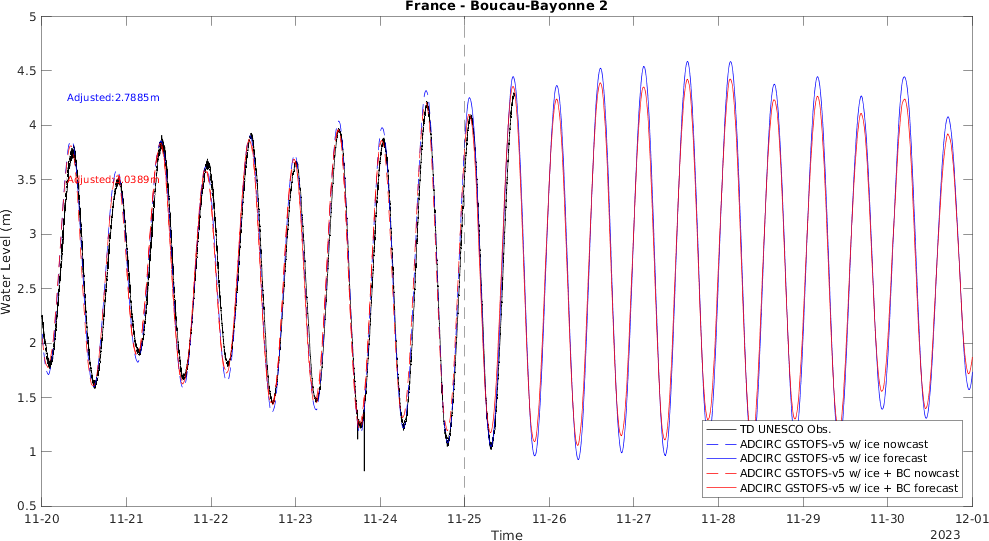 France - Boucau-Bayonne 2
5
4.5
4
3.5
3
2.5
2
1.5
1
0.5
Water Level (m)
Adjusted:2.7885m
TD UNESCO Obs.
ADCIRC GSTOFS-v5 w/ ice nowcast
ADCIRC GSTOFS-v5 w/ ice forecast
ADCIRC GSTOFS-v5 w/ ice + BC nowcast
ADCIRC GSTOFS-v5 w/ ice + BC forecast
11-20 11-21 11-22 11-23 11-24 11-25 11-26 11-27 11-28 11-29 11-30 12-01
Time
2023